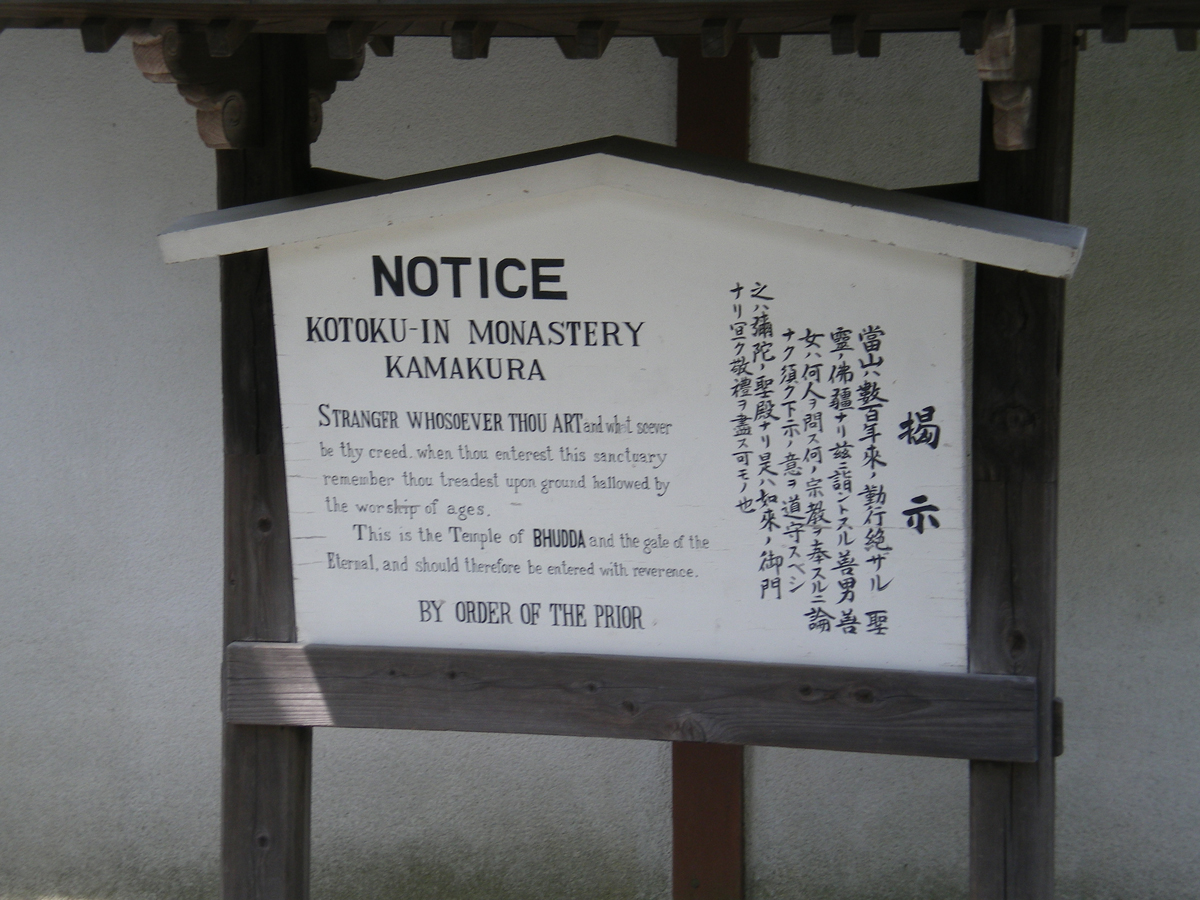 NOTICE
KOTOKU-IN MONASTERY
KAMAKURA
STRANGER WHOSOEVER THOU ART and what soever
be thy creed. when thou enterest this sanctuary
remember thou treadest upon ground hallowed by
the worship of ages.
This is the Temple of BHUDDA and the gate of the
Eternal, and should therefore be entered with reverence.
BY ORDER OF THE PRIOR
揭示
當山ハ數百年來ノ勤行絶ザル聖
靈ノ佛疆ナリ茲ニ詣ントスル善男善
女ハ何人ヲ問ス何ノ宗教ヲ奉スルニ論
ナク須ク下示ノ意ヲ道守スベシ
之ハ彌陀ノ聖殿ナリ是ハ如來ノ御門
ナリ宜ク敬禮ヲ盡ス可モノ也